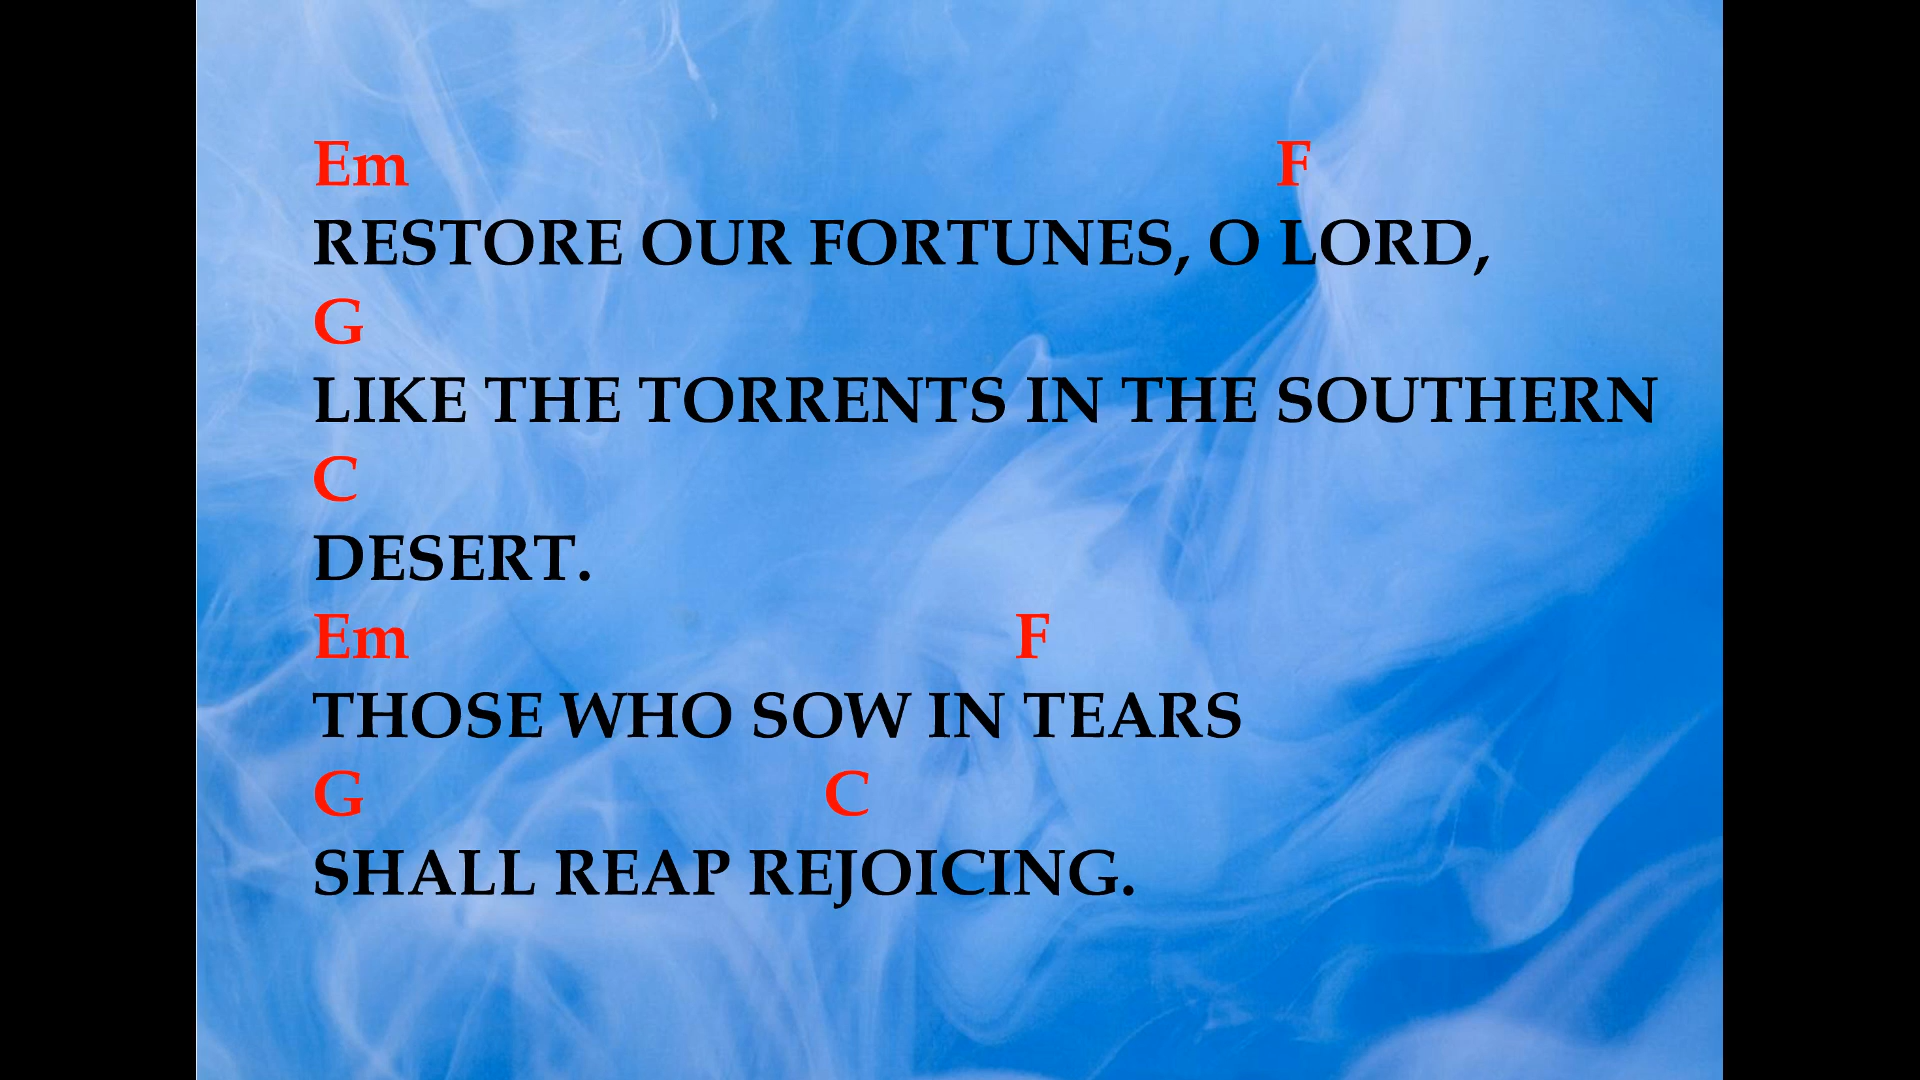 Em F
RESTORE OUR FORTUNES, O LORD,
G
LIKE THE TORRENTS IN THE SOUTHERN
C
DESERT.
Em F
THOSE WHO SOW IN TEARS
G C
SHALL REAP REJOICING.